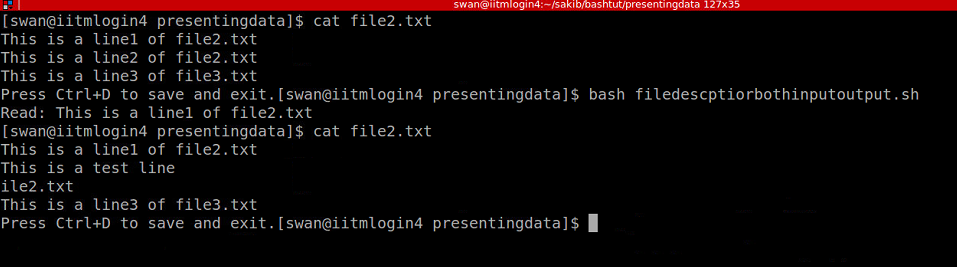 swan@iitmlogin4:~/sakib/bashtut/presentingdata 127x35
[swan@iitmlogin4 presentingdata]$ cat file2.txt
This is a line1 of file2.txt
This is a line2 of file2.txt
This is a line3 of file3.txt
Press Ctrl+D to save and exit.[swan@iitmlogin4 presentingdata]$ bash filedescptiorbothinputoutput.sh
Read: This is a line1 of file2.txt
[swan@iitmlogin4 presentingdata]$ cat file2.txt
This is a line1 of file2.txt
This is a test line
ile2.txt
This is a line3 of file3.txt
Press Ctrl+D to save and exit.[swan@iitmlogin4 presentingdata]$